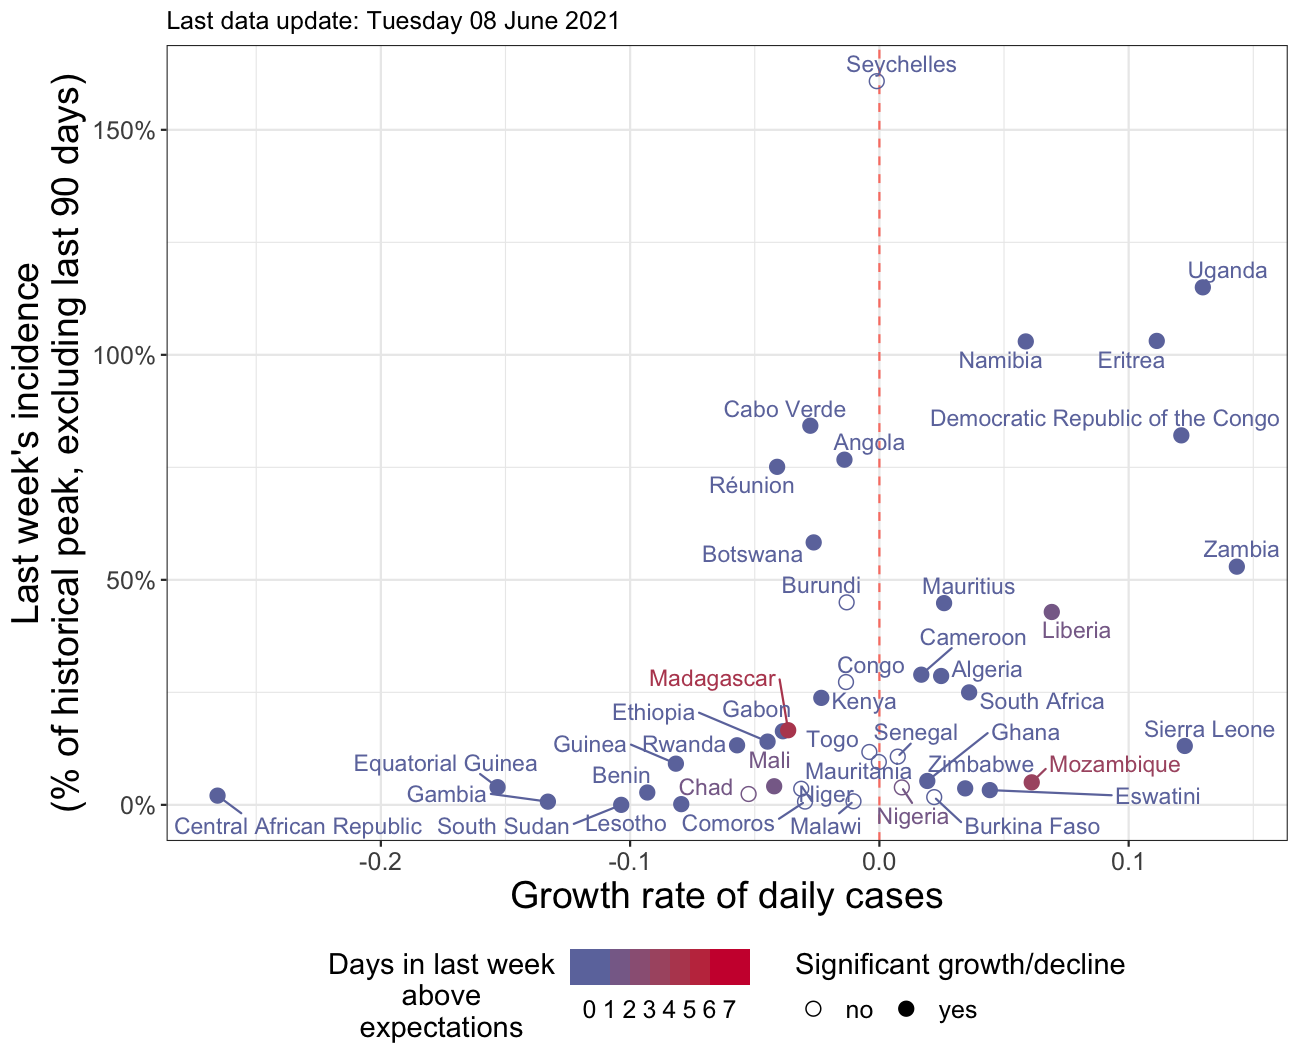 Last data update: Tuesday 08 June 2021
Last week's incidence
(% of historical peak, excluding last 90 days)
150%
100%
50%
0%
Seychelles
Uganda
Namibia
Eritrea
Cabo Verde
Democratic Republic of the Congo
Angola
Réunion
Botswana
Zambia
Burundi
Mauritius
Liberia
Cameroon
Congo
Algeria
Madagascar
Kenya
South Africa
Gabon
Ethiopia
Sierra Leone
Senegal
Ghana
Togo
Guinea
Rwanda
Mali
Equatorial Guinea
Zimbabwe
Mozambique
Mauritania
Benin
Chad
Gambia
Niger
Eswatini
Nigeria
Central African Republic
South Sudan
Lesotho
Comoros
Malawi
Burkina Faso
-0.2
-0.1
0.0
0.1
Growth rate of daily cases
Days in last week
above
expectations
0 1 2 3 4 5 6 7
Significant growth/decline
no
yes